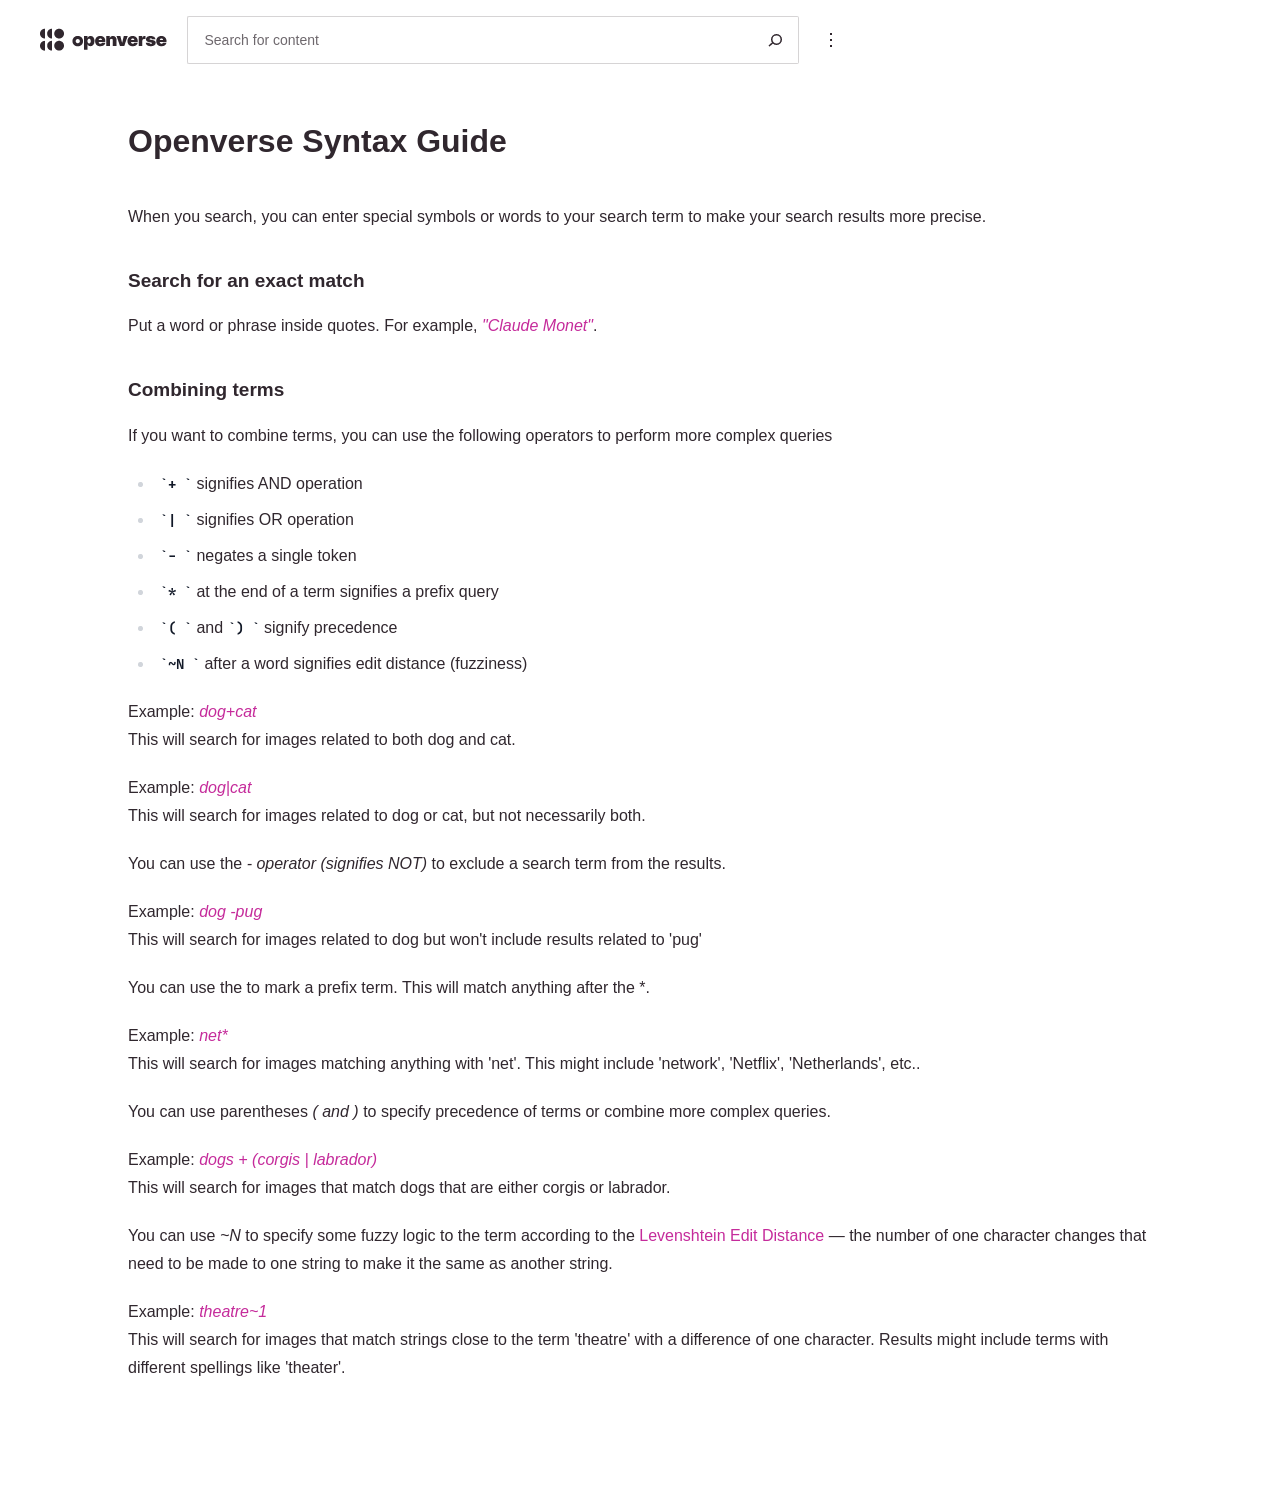 openverse
Search for content
Openverse Syntax Guide
When you search, you can enter special symbols or words to your search term to make your search results more precise.
Search for an exact match
Put a word or phrase inside quotes. For example, "Claude Monet".
Combining terms
If you want to combine terms, you can use the following operators to perform more complex queries
`+ ` signifies AND operation
`| ` signifies OR operation
`- ` negates a single token
`* ` at the end of a term signifies a prefix query
`( ` and `) ` signify precedence
`~N ` after a word signifies edit distance (fuzziness)
Example: dog+cat
This will search for images related to both dog and cat.
Example: dog|cat
This will search for images related to dog or cat, but not necessarily both.
You can use the - operator (signifies NOT) to exclude a search term from the results.
Example: dog -pug
This will search for images related to dog but won't include results related to 'pug'
You can use the to mark a prefix term. This will match anything after the *.
Example: net*
This will search for images matching anything with 'net'. This might include 'network', 'Netflix', 'Netherlands', etc..
You can use parentheses ( and ) to specify precedence of terms or combine more complex queries.
Example: dogs + (corgis | labrador)
This will search for images that match dogs that are either corgis or labrador.
You can use ~N to specify some fuzzy logic to the term according to the Levenshtein Edit Distance — the number of one character changes that
need to be made to one string to make it the same as another string.
Example: theatre~1
This will search for images that match strings close to the term 'theatre' with a difference of one character. Results might include terms with
different spellings like 'theater'.